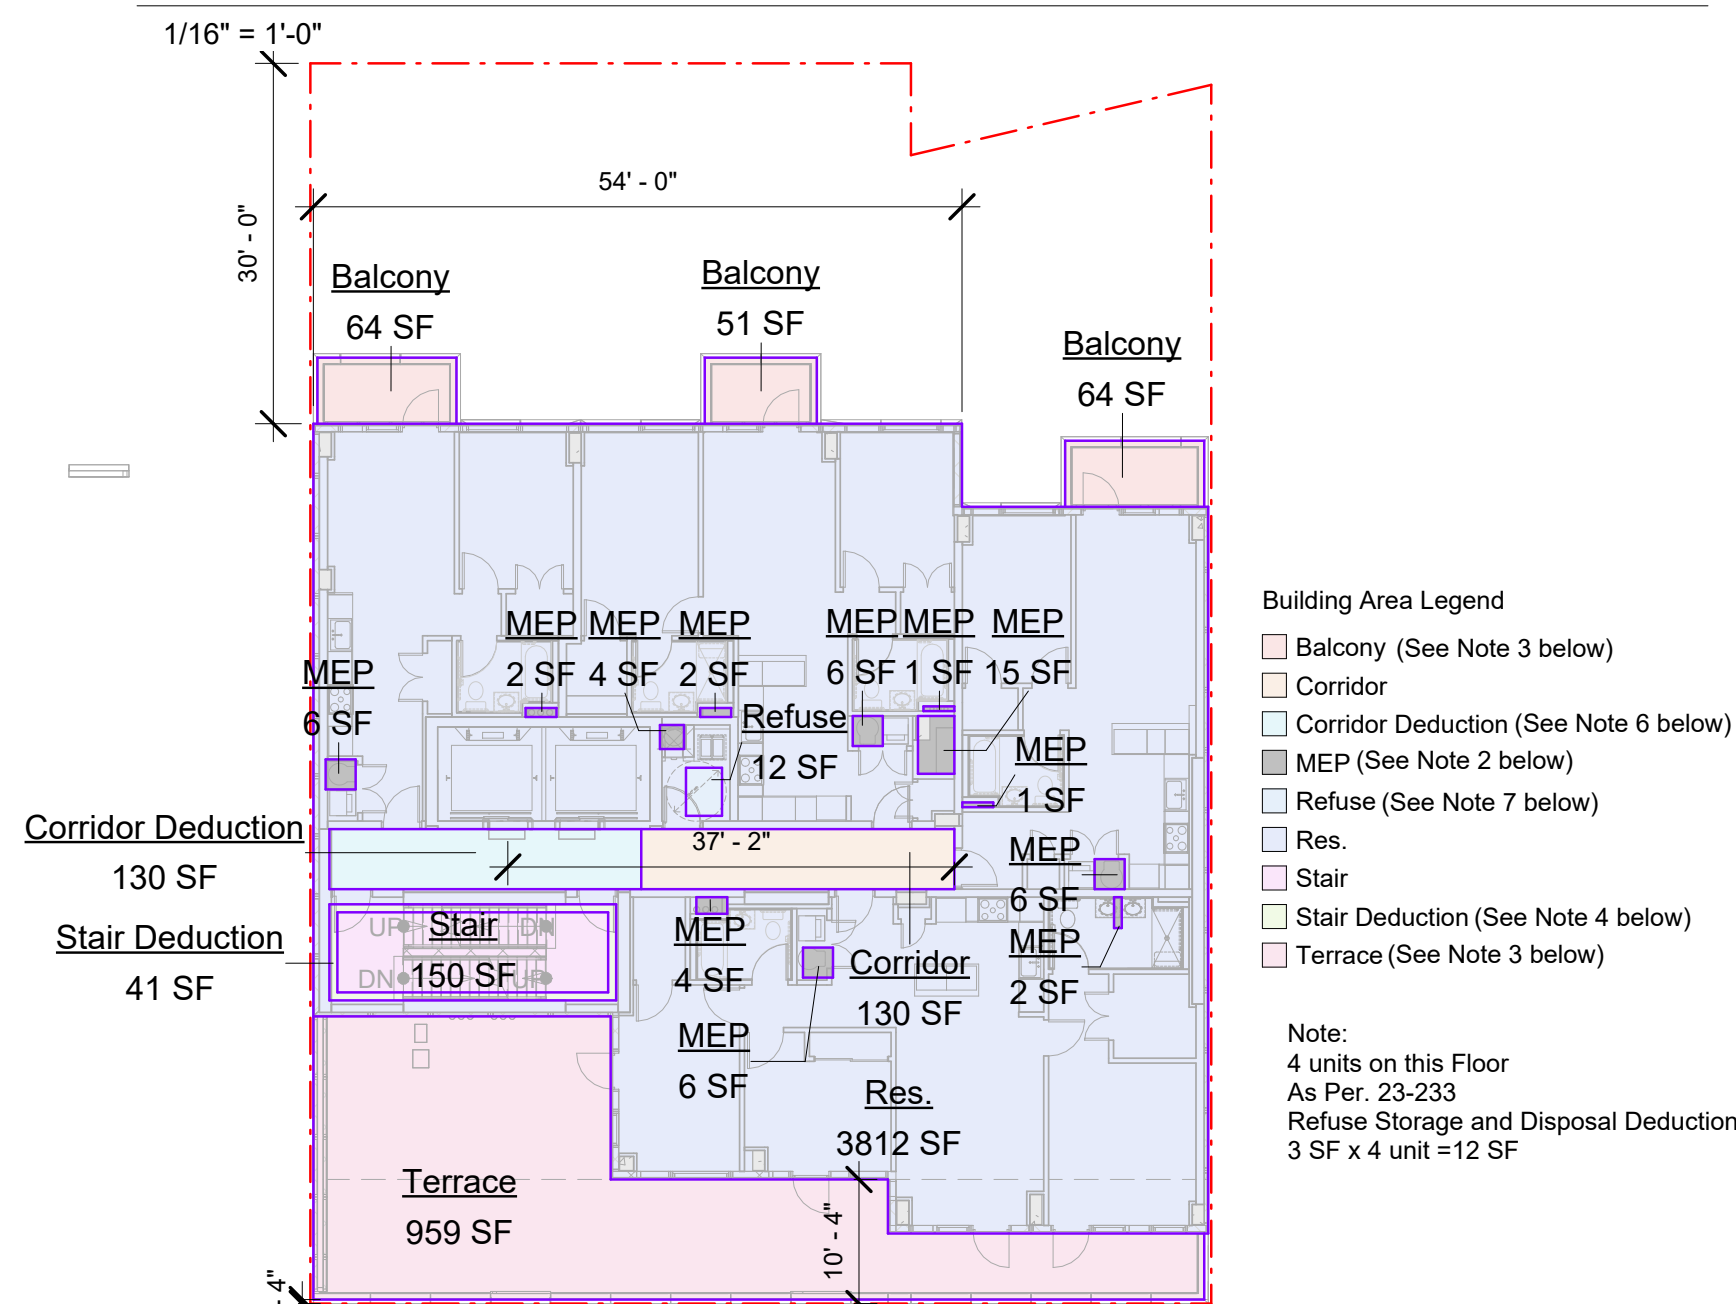 1/16" = 1'-0"
54' - 0"
30' - 0"
Balcony
64 SF
Balcony
51 SF
Balcony
64 SF
MEP
2 SF
MEP
4 SF
MEP
2 SF
MEP
6 SF
MEP
1 SF
MEP
15 SF
MEP
6 SF
Refuse
12 SF
MEP
1 SF
Corridor Deduction
130 SF
37' - 2"
MEP
6 SF
Stair Deduction
41 SF
UP
DN
Stair
150 SF
DN
UP
MEP
4 SF
Corridor
130 SF
MEP
2 SF
MEP
6 SF
Res.
3812 SF
Terrace
959 SF
10' - 4"
- 4"
Building Area Legend
Balcony (See Note 3 below)
Corridor
Corridor Deduction (See Note 6 below)
MEP (See Note 2 below)
Refuse (See Note 7 below)
Res.
Stair
Stair Deduction (See Note 4 below)
Terrace (See Note 3 below)
Note:
4 units on this Floor
As Per. 23-233
Refuse Storage and Disposal Deduction
3 SF x 4 unit =12 SF